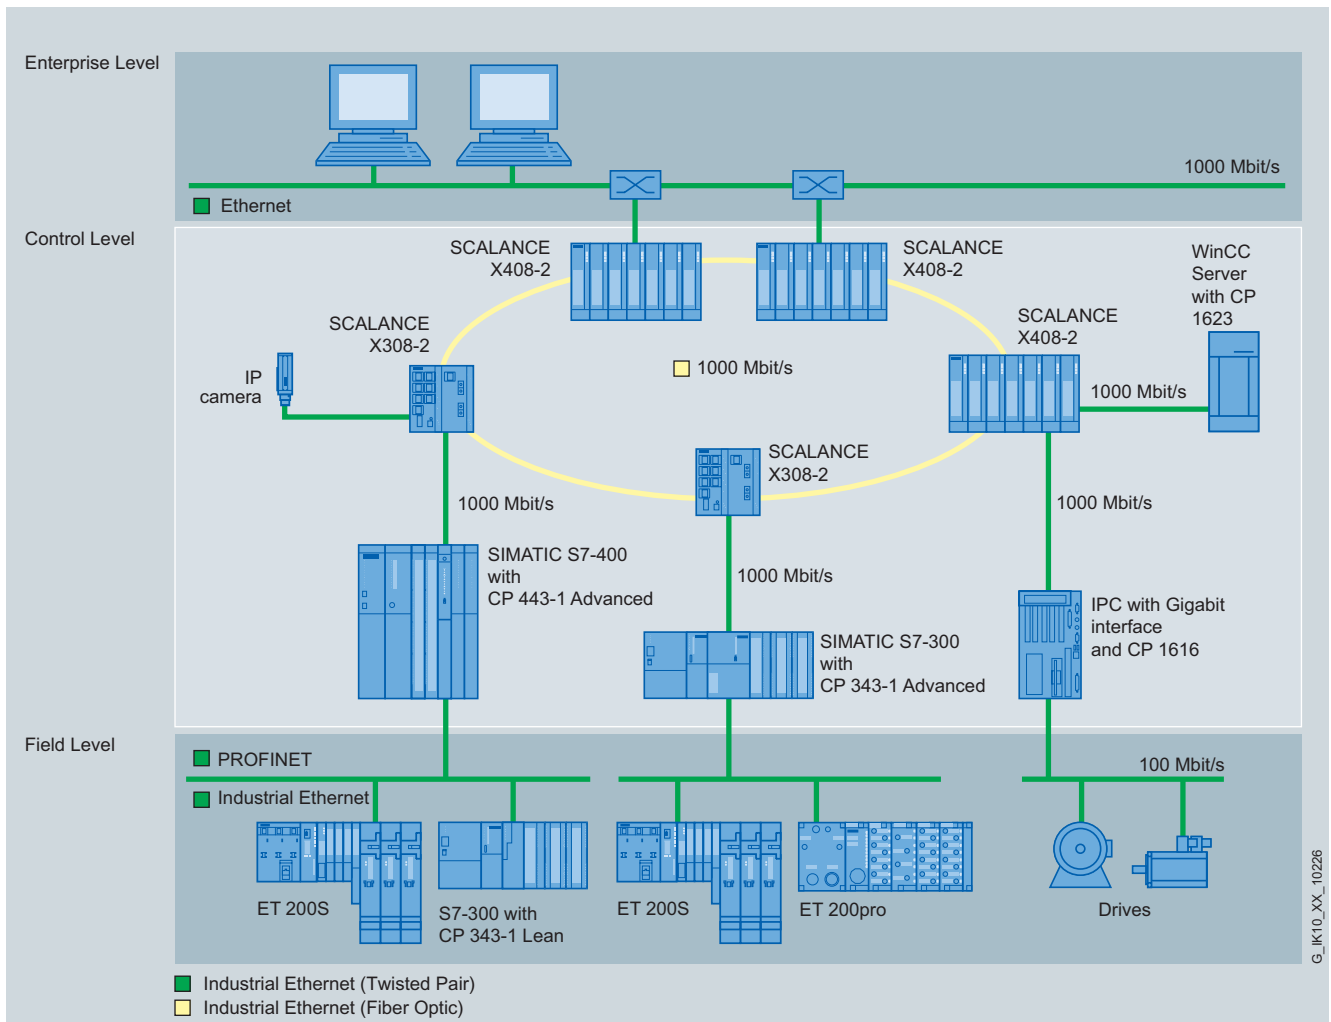 Enterprise Level
1000 Mbit/s
Ethernet
Control Level
SCALANCE
X408-2
SCALANCE
X408-2
WinCC
Server
with CP
1623
SCALANCE
X308-2
SCALANCE
X408-2
1000 Mbit/s
IP
camera
1000 Mbit/s
SCALANCE
X308-2
1000 Mbit/s
1000 Mbit/s
SIMATIC S7-400
with
CP 443-1 Advanced
1000 Mbit/s
IPC with Gigabit
interface
and CP 1616
SIMATIC S7-300
with
CP 343-1 Advanced
Field Level
PROFINET
100 Mbit/s
Industrial Ethernet
ET 200S
S7-300 with
CP 343-1 Lean
ET 200S
ET 200pro
Drives
G_IK10_XX_10226
Industrial Ethernet (Twisted Pair)
Industrial Ethernet (Fiber Optic)